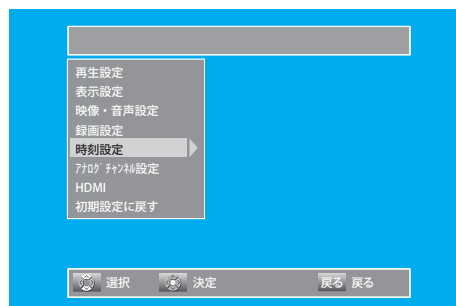 再生設定
表示設定
映像・音声設定
録画設定
時刻設定
ｱﾅﾛｸﾞﾁｬﾝﾈﾙ設定
HDMI
初期設定に戻す
選択 決定 戻る 戻る